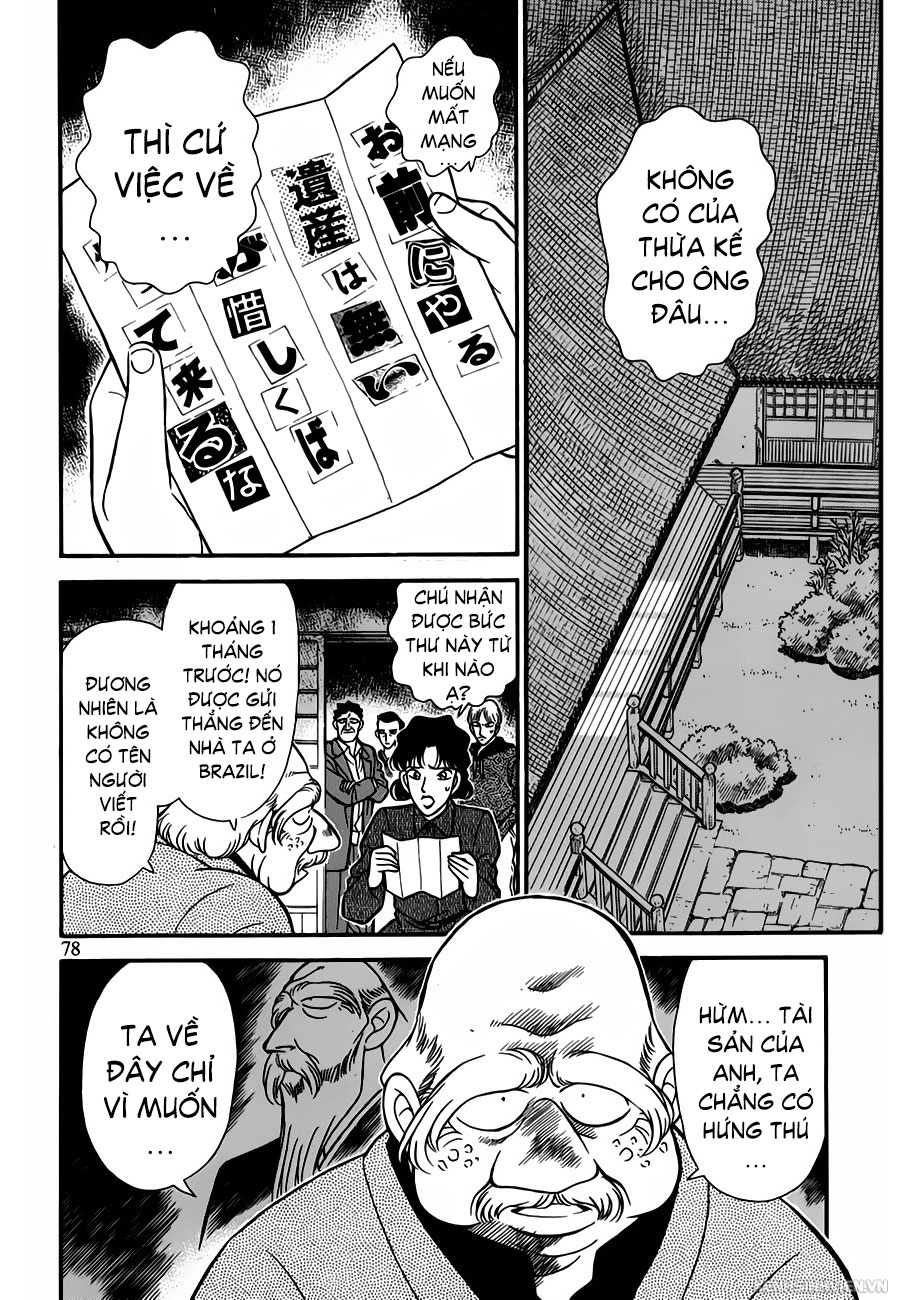 KHÔNG
CÓ CỦA
THỪA KẾ
CHO ÔNG
ĐÂU...
NẾU
MUỐN
MẤT
MẠNG
...
THÌ CỨ
VIỆC VỀ
...
お前にやる
遺産は無い
が惜しくば
て来るな
CHÚ NHẬN
ĐƯỢC BỨC
THƯ NÀY TỪ
KHI NÀO
Ạ?
KHOẢNG 1
THÁNG
TRƯỚC! NÓ
ĐƯỢC GỬI
THẲNG ĐẾN
NHÀ TA Ở
BRAZIL!
ĐƯƠNG
NHIÊN LÀ
KHÔNG
CÓ TÊN
NGƯỜI
VIẾT
RỒI!
78
HỪM... TÀI
SẢN CỦA
ANH, TA
CHẲNG CÓ
HỨNG THÚ
...
TA VỀ
ĐÂY CHỈ
VÌ MUỐN
...